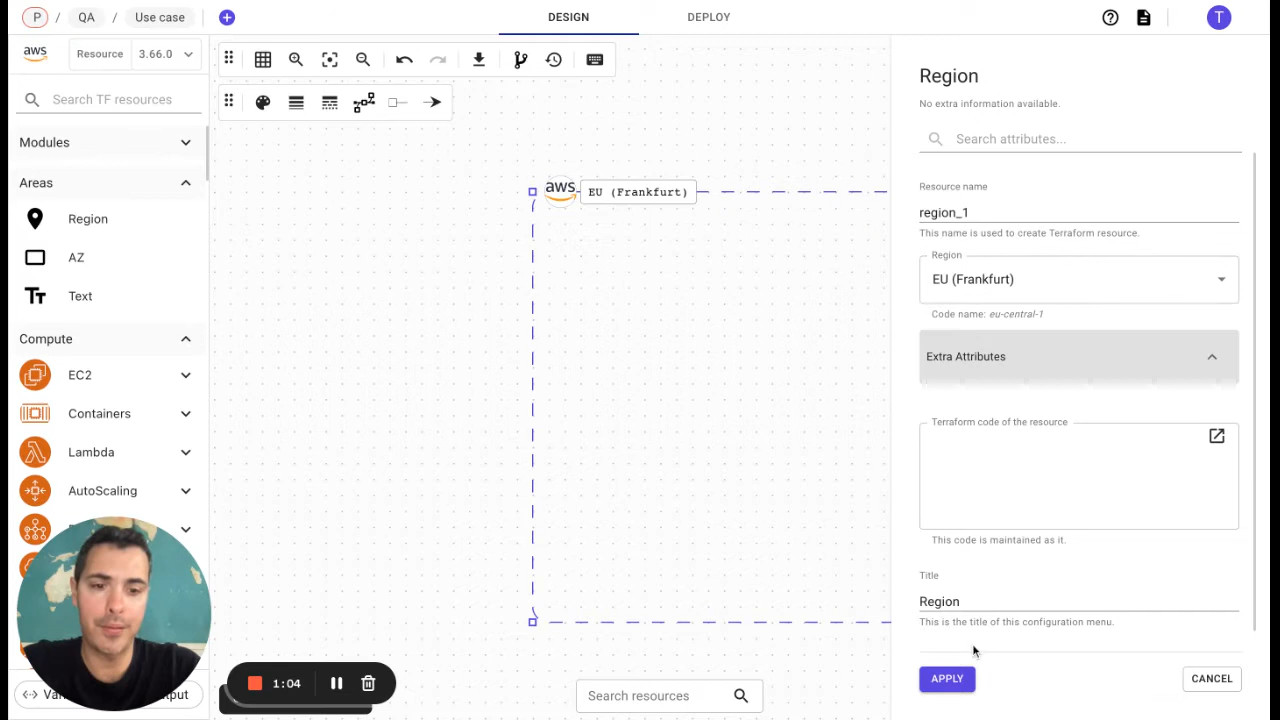 P / QA / Use case
DESIGN
DEPLOY
T
aws
Resource
3.66.0
Search TF resources
Modules
Areas
Region
AZ
Tт Text
Compute
EC2
Containers
Lambda
AutoScaling
1:04
aws
EU (Frankfurt)
Search resources
Region
No extra information available.
Search attributes...
Resource name
region_1
This name is used to create Terraform resource.
Region
EU (Frankfurt)
Code name: eu-central-1
Extra Attributes
Terraform code of the resource
This code is maintained as it.
Title
Region
This is the title of this configuration menu.
APPLY
CANCEL